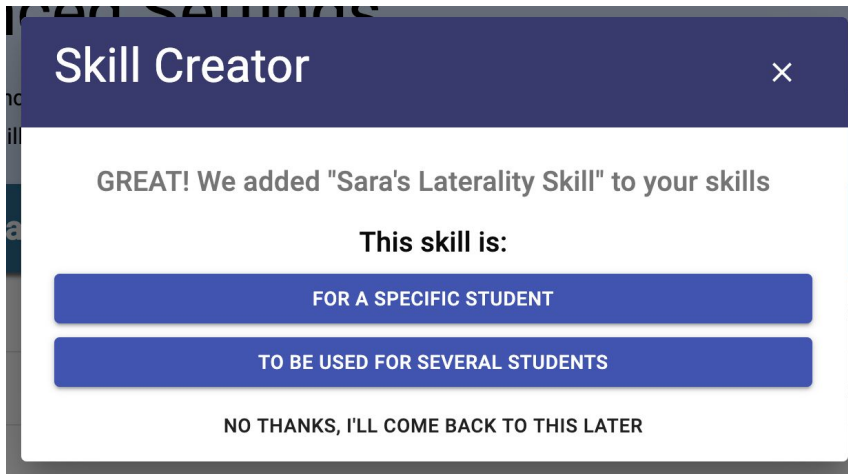 Skill Creator
GREAT! We added "Sara's Laterality Skill" to your skills
This skill is:
FOR A SPECIFIC STUDENT
TO BE USED FOR SEVERAL STUDENTS
NO THANKS, I'LL COME BACK TO THIS LATER